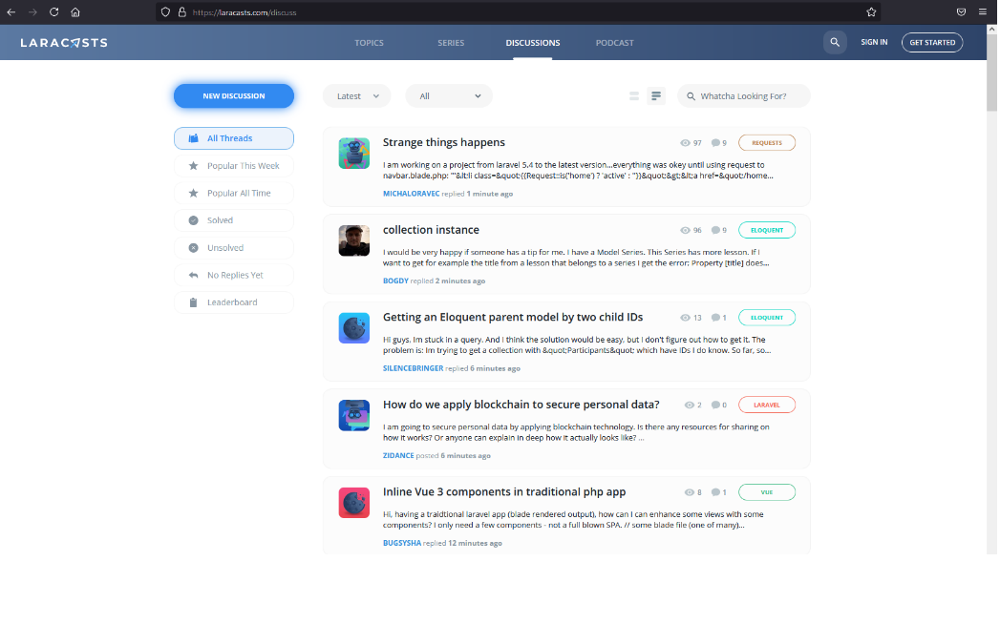 https://laracasts.com/discuss
LARACASTS
TOPICS
SERIES
DISCUSSIONS
PODCAST
SIGN IN
GET STARTED
NEW DISCUSSION
Latest
All
Whatcha Looking For?
All Threads
Popular This Week
Popular All Time
Solved
Unsolved
No Replies Yet
Leaderboard
Strange things happens
97
9
REQUESTS
I am working on a project from laravel 5.4 to the latest version...everything was okay until using request to
navbar.blade.php: "'&lt:li class=&quot'{{Request::is('home') ? 'active' : ''}}&quot;&gt;&lt;a href=&quot'/home...
MICHALORAVEC replied 1 minute ago
collection instance
96
9
ELOQUENT
I would be very happy if someone has a tip for me. I have a Model Series. This Series has more lesson. If I
want to get for example the title from a lesson that belongs to a series I get the error: Property [title] does...
BOGDY replied 2 minutes ago
Getting an Eloquent parent model by two child IDs
13
1
ELOQUENT
Hi guys, Im stuck in a query. And I think the solution would be easy, but I don't figure out how to get it. The
problem is: Im trying to get a collection with &quot;Participants&quot; which have IDs I do know. So far, so...
SILENCEBRINGER replied 6 minutes ago
How do we apply blockchain to secure personal data?
2
0
LARAVEL
I am going to secure personal data by applying blockchain technology. Is there any resources for sharing on
how it works? Or anyone can explain in deep how it actually looks like? ...
ZIDANCE posted 6 minutes ago
Inline Vue 3 components in traditional php app
8
1
VUE
Hi, having a traidtional laravel app (blade rendered output), how can I can enhance some views with some
components? I only need a few components - not a full blown SPA. // some blade file (one of many)...
BUGSYSHA replied 12 minutes ago